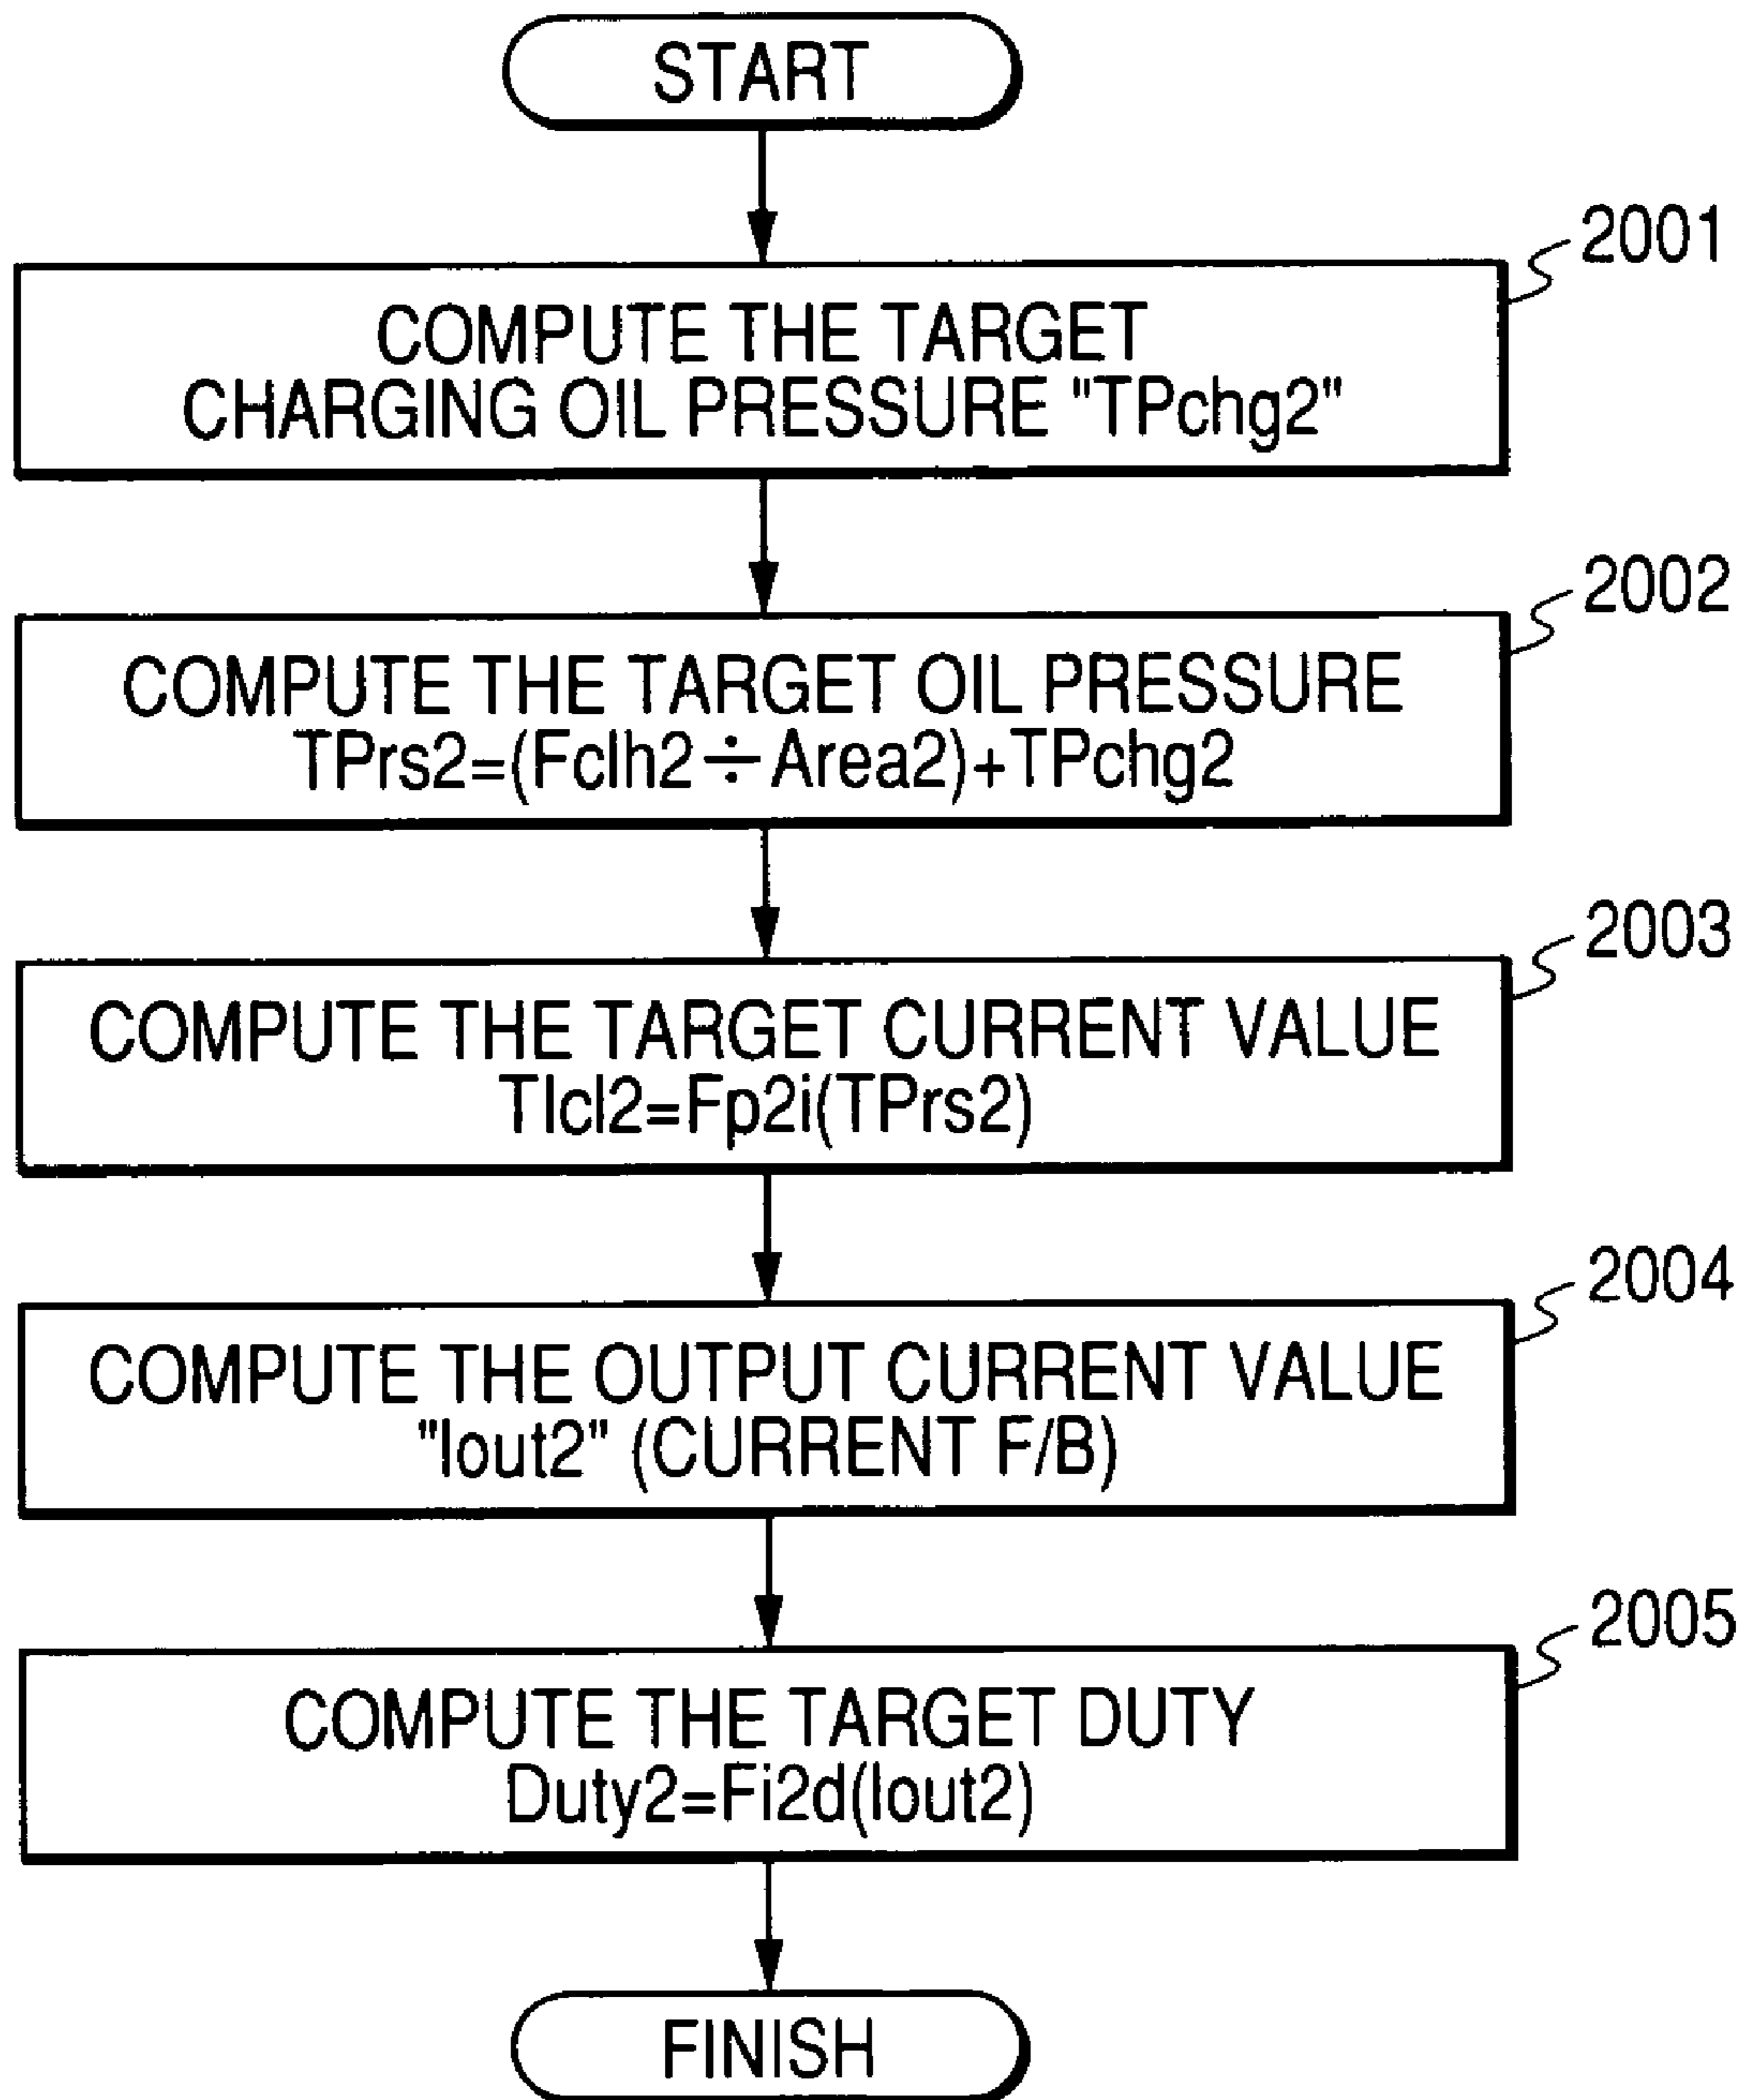 START
2001
COMPUTE THE TARGET
CHARGING OIL PRESSURE "TPchg2"
2002
COMPUTE THE TARGET OIL PRESSURE
TPrs2=(Fclh2÷Area2)+TPchg2
2003
COMPUTE THE TARGET CURRENT VALUE
TIcl2=Fp2i(TPrs2)
2004
COMPUTE THE OUTPUT CURRENT VALUE
"Iout2" (CURRENT F/B)
2005
COMPUTE THE TARGET DUTY
Duty2=Fi2d(Iout2)
FINISH